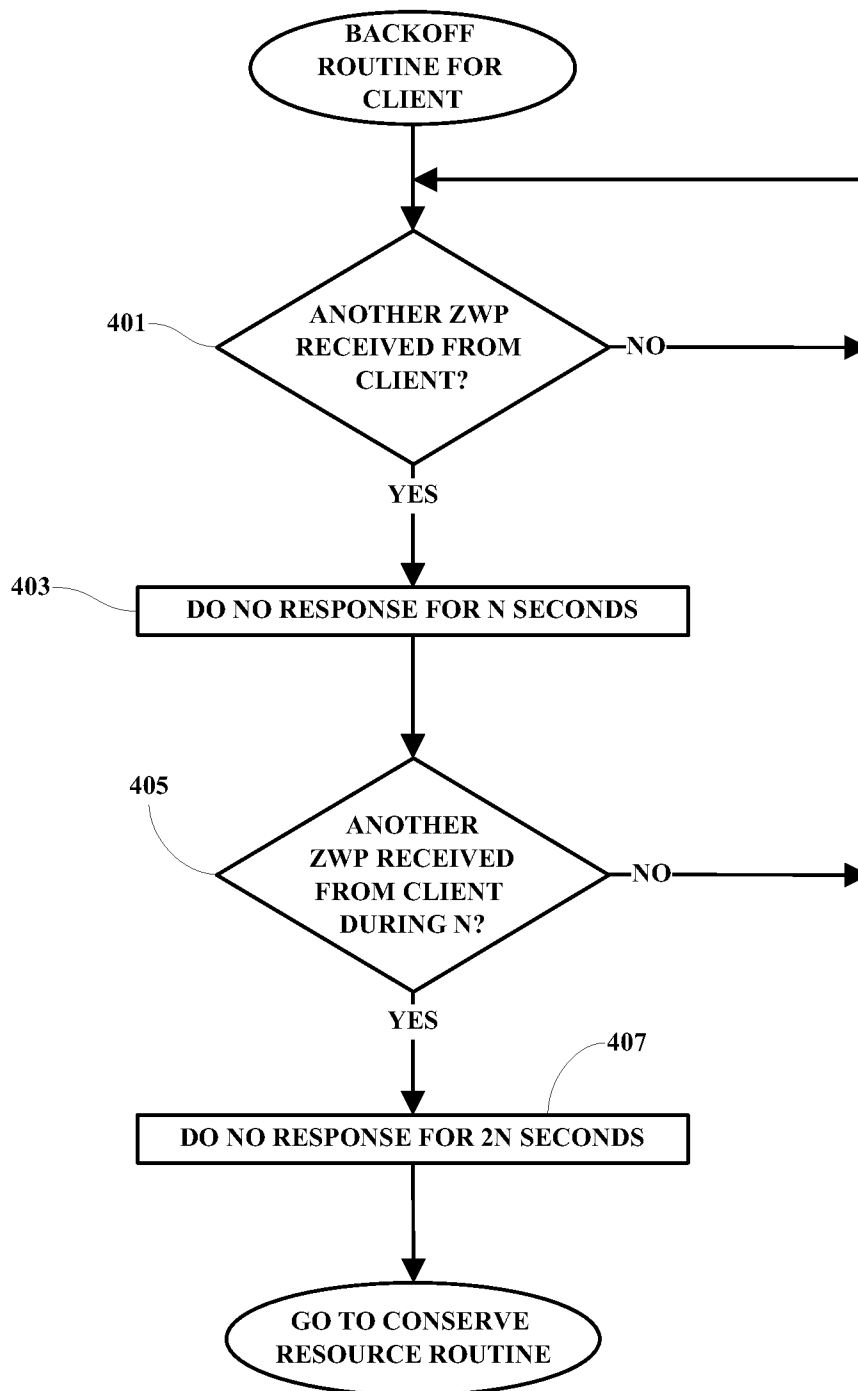 BACKOFF
ROUTINE FOR
CLIENT
401
ANOTHER ZWP
RECEIVED FROM
CLIENT?
NO
YES
403
DO NO RESPONSE FOR N SECONDS
405
ANOTHER
ZWP RECEIVED
FROM CLIENT
DURING N?
NO
YES
407
DO NO RESPONSE FOR 2N SECONDS
GO TO CONSERVE
RESOURCE ROUTINE